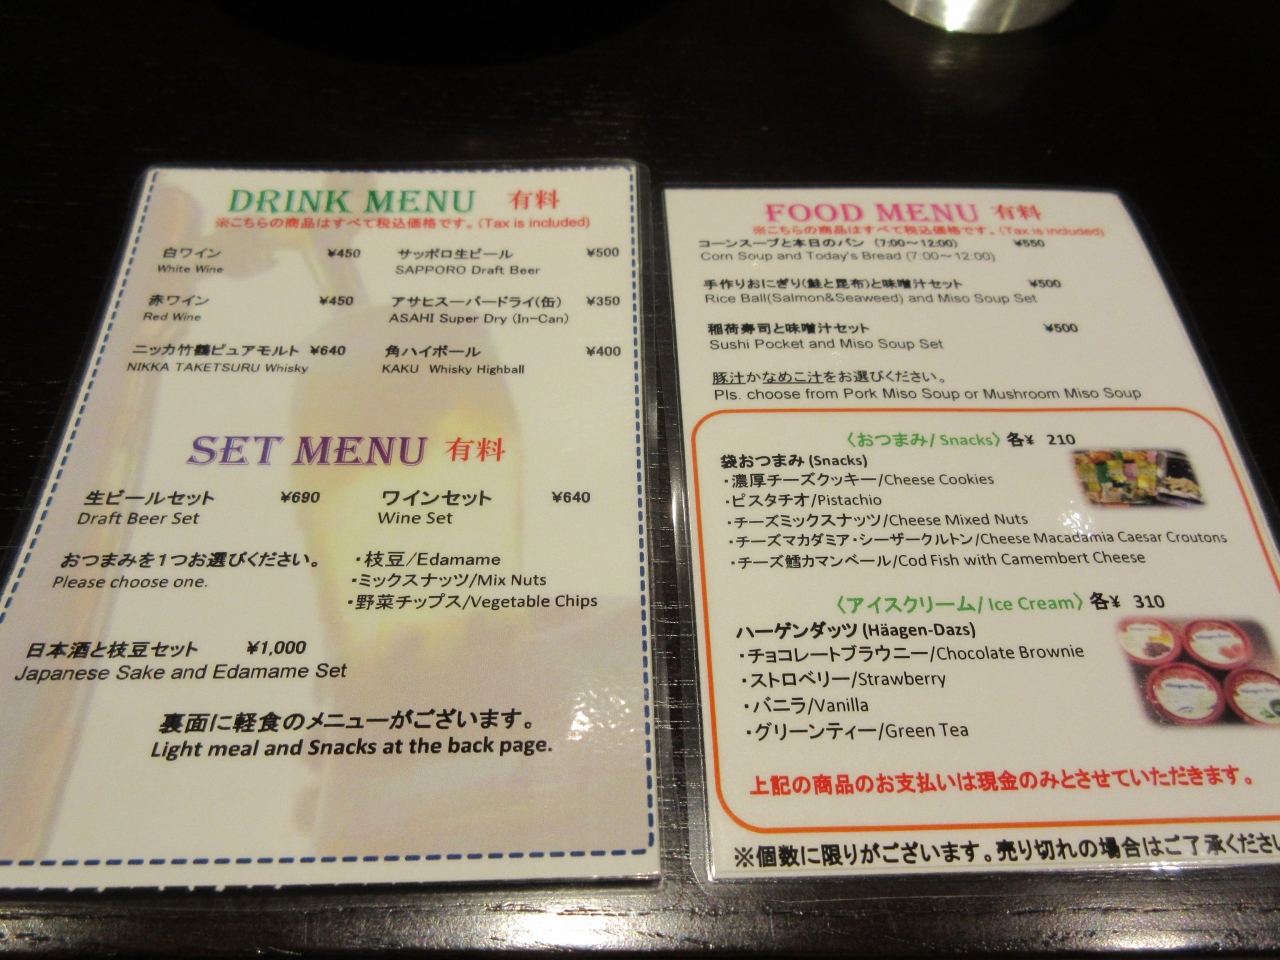 DRINK MENU 有料
※こちらの商品はすべて税込価格です。(Tax is included)
白ワイン ¥450
White Wine
サッポロ生ビール ¥500
SAPPORO Draft Beer
赤ワイン ¥450
Red Wine
アサヒスーパードライ(缶) ¥350
ASAHI Super Dry (In-Can)
ニッカ竹鶴ピュアモルト ¥640
NIKKA TAKETSURU Whisky
角ハイボール ¥400
KAKU Whisky Highball
SET MENU 有料
生ビールセット ¥690
Draft Beer Set
ワインセット ¥640
Wine Set
おつまみを1つお選びください。
Please choose one.
・枝豆/Edamame
・ミックスナッツ/Mix Nuts
・野菜チップス/Vegetable Chips
日本酒と枝豆セット ¥1,000
Japanese Sake and Edamame Set
裏面に軽食のメニューがございます。
Light meal and Snacks at the back page.
FOOD MENU 有料
※こちらの商品はすべて税込価格です。(Tax is included)
コーンスープと本日のパン (7:00～12:00) ¥550
Corn Soup and Today's Bread (7:00～12:00)
手作りおにぎり(鮭と昆布)と味噌汁セット ¥500
Rice Ball(Salmon&Seaweed) and Miso Soup Set
稲荷寿司と味噌汁セット ¥500
Sushi Pocket and Miso Soup Set
豚汁かなめこ汁をお選びください。
Pls. choose from Pork Miso Soup or Mushroom Miso Soup
〈おつまみ/ Snacks〉 各¥ 210
袋おつまみ (Snacks)
・濃厚チーズクッキー/Cheese Cookies
・ピスタチオ/Pistachio
・チーズミックスナッツ/Cheese Mixed Nuts
・チーズマカダミア・シーザークルトン/Cheese Macadamia Caesar Croutons
・チーズ鱈カマンベール/Cod Fish with Camembert Cheese
〈アイスクリーム/ Ice Cream〉 各¥ 310
ハーゲンダッツ (Häagen-Dazs)
・チョコレートブラウニー/Chocolate Brownie
・ストロベリー/Strawberry
・バニラ/Vanilla
・グリーンティー/Green Tea
上記の商品のお支払いは現金のみとさせていただきます。
※個数に限りがございます。売り切れの場合はご了承くださ